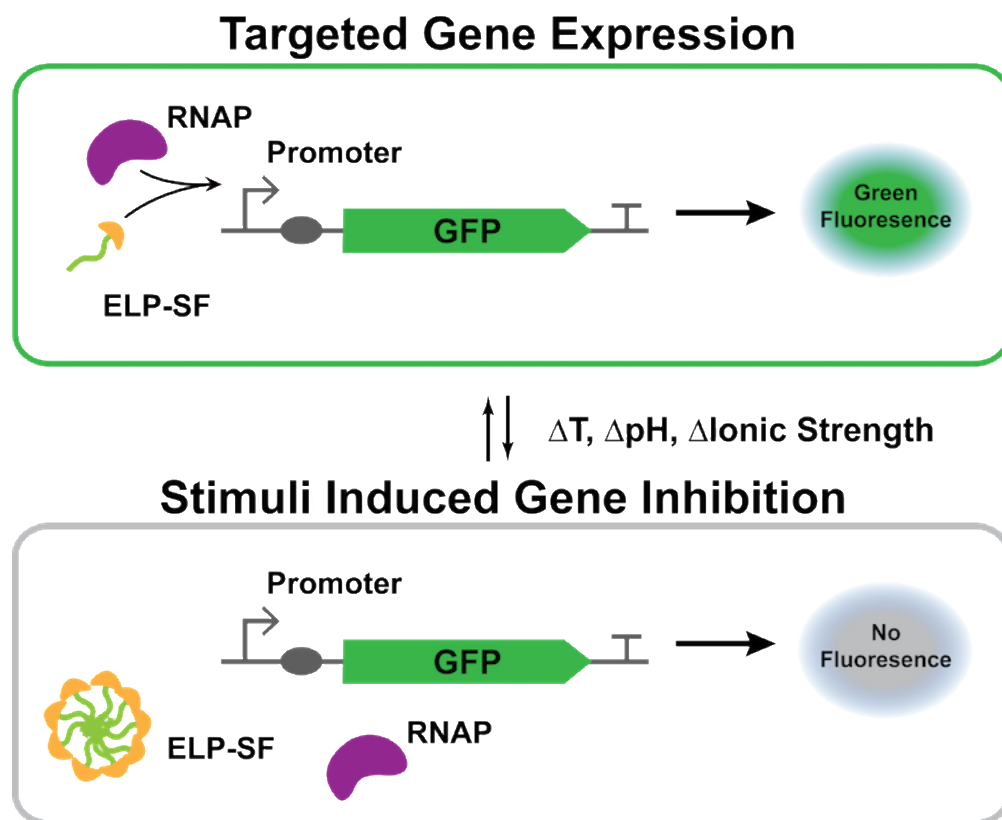 Targeted Gene Expression
RNAP
Promoter
GFP
Green
Fluoresence
ELP-SF
ΔT, ΔpH, ΔIonic Strength
Stimuli Induced Gene Inhibition
Promoter
GFP
No
Fluoresence
ELP-SF
RNAP